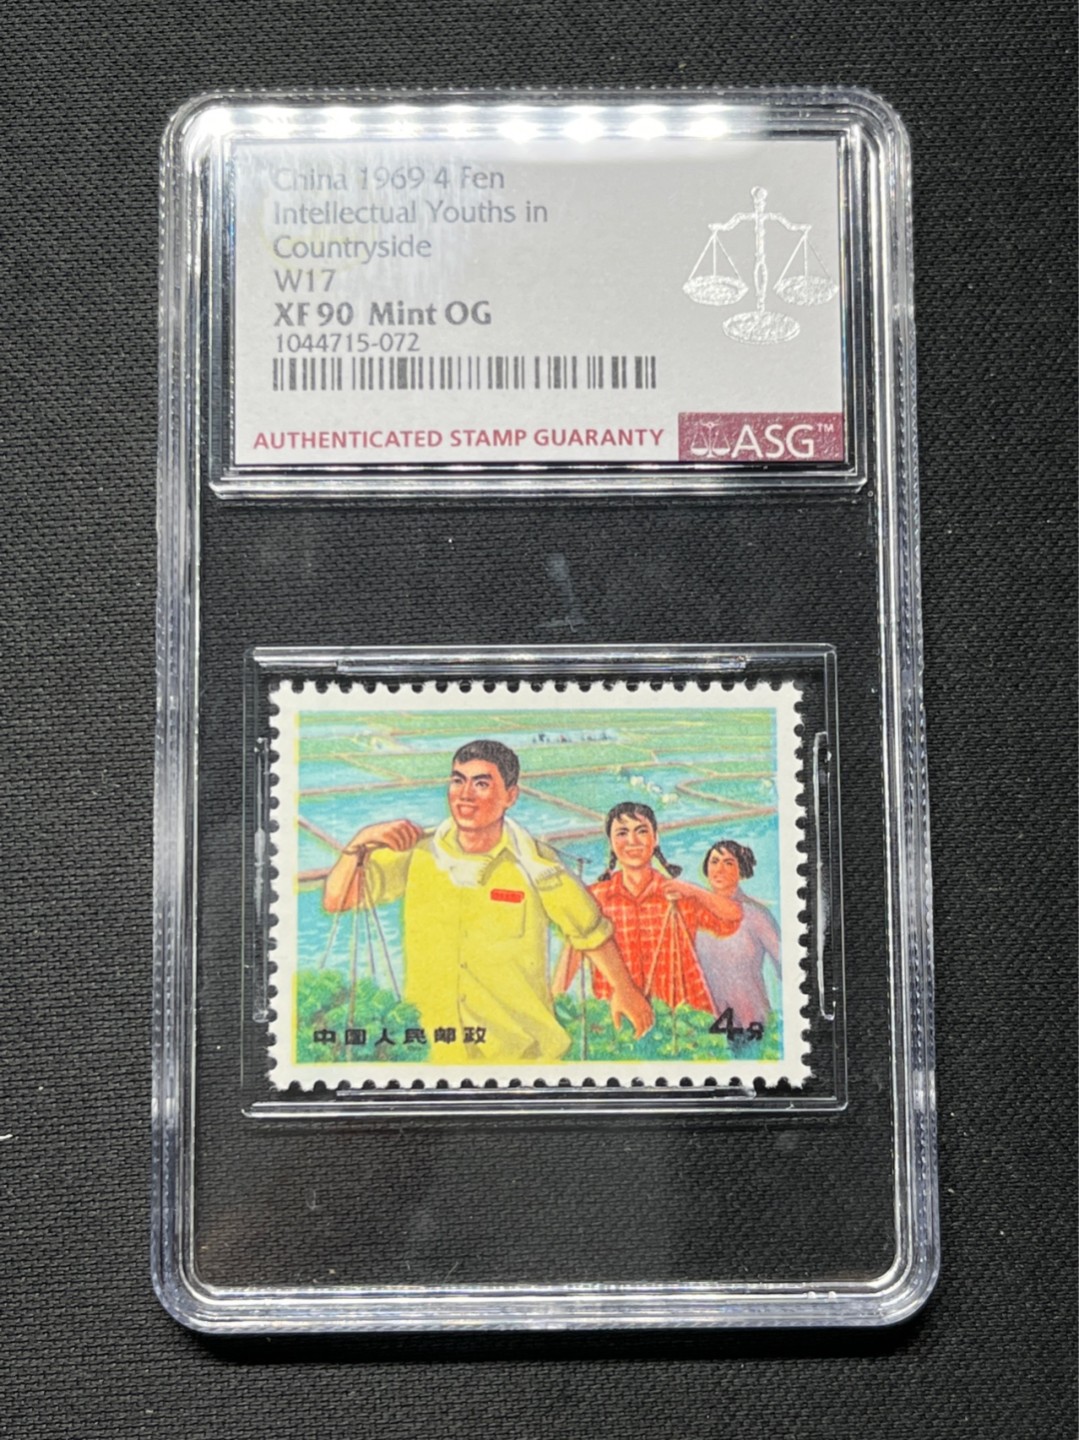 China 1969 4 Fen
Intellectual Youths in
Countryside
W17
XF 90 Mint OG
1044715-072
AUTHENTICATED STAMP GUARANTY
ASG™
中国人民邮政
4分